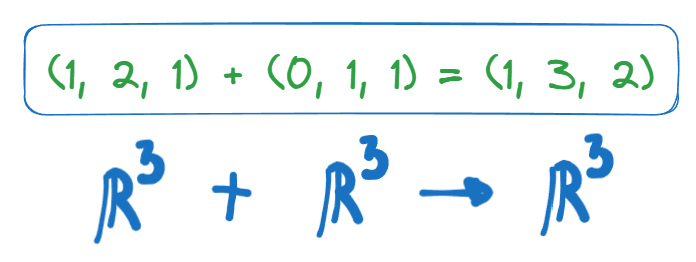 (1, 2, 1) + (0, 1, 1) = (1, 3, 2)
ℝ³ + ℝ³ → ℝ³